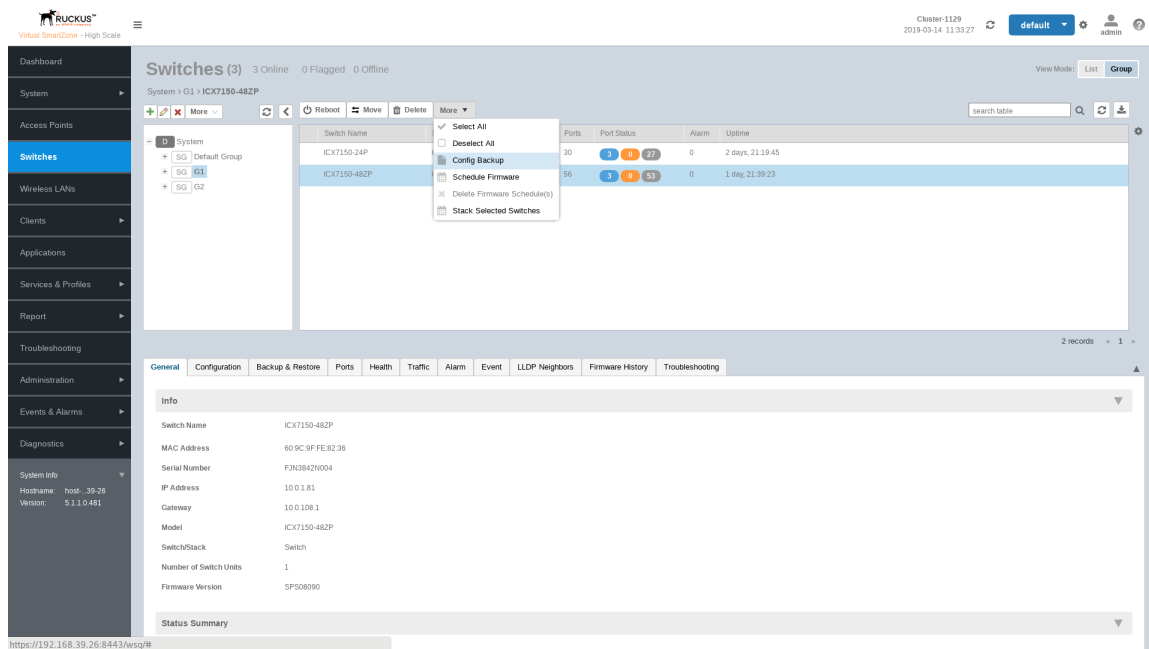 RUCKUS™
Virtual SmartZone - High Scale
Cluster-1129
2019-03-14 11:33:27
default
admin
Dashboard
System
Access Points
Switches
Wireless LANs
Clients
Applications
Services & Profiles
Report
Troubleshooting
Administration
Events & Alarms
Diagnostics
System Info
Hostname: host-...39-26
Version: 5.1.1.0.481
Switches (3) 3 Online 0 Flagged 0 Offline
View Mode: List Group
System › G1 › ICX7150-48ZP
More
Reboot Move Delete More
search table
D System
SG Default Group
SG G1
SG G2
Switch Name Ports Port Status Alarm Uptime
ICX7150-24P 30 3 0 27 0 2 days, 21:19:45
ICX7150-48ZP 56 3 0 53 0 1 day, 21:39:23
Select All
Deselect All
Config Backup
Schedule Firmware
Delete Firmware Schedule(s)
Stack Selected Switches
2 records « 1 »
General Configuration Backup & Restore Ports Health Traffic Alarm Event LLDP Neighbors Firmware History Troubleshooting
Info
Switch Name ICX7150-48ZP
MAC Address 60:9C:9F:FE:82:36
Serial Number FJN3842N004
IP Address 10.0.1.81
Gateway 10.0.108.1
Model ICX7150-48ZP
Switch/Stack Switch
Number of Switch Units 1
Firmware Version SPS08090
Status Summary
https://192.168.39.26:8443/wsg/#